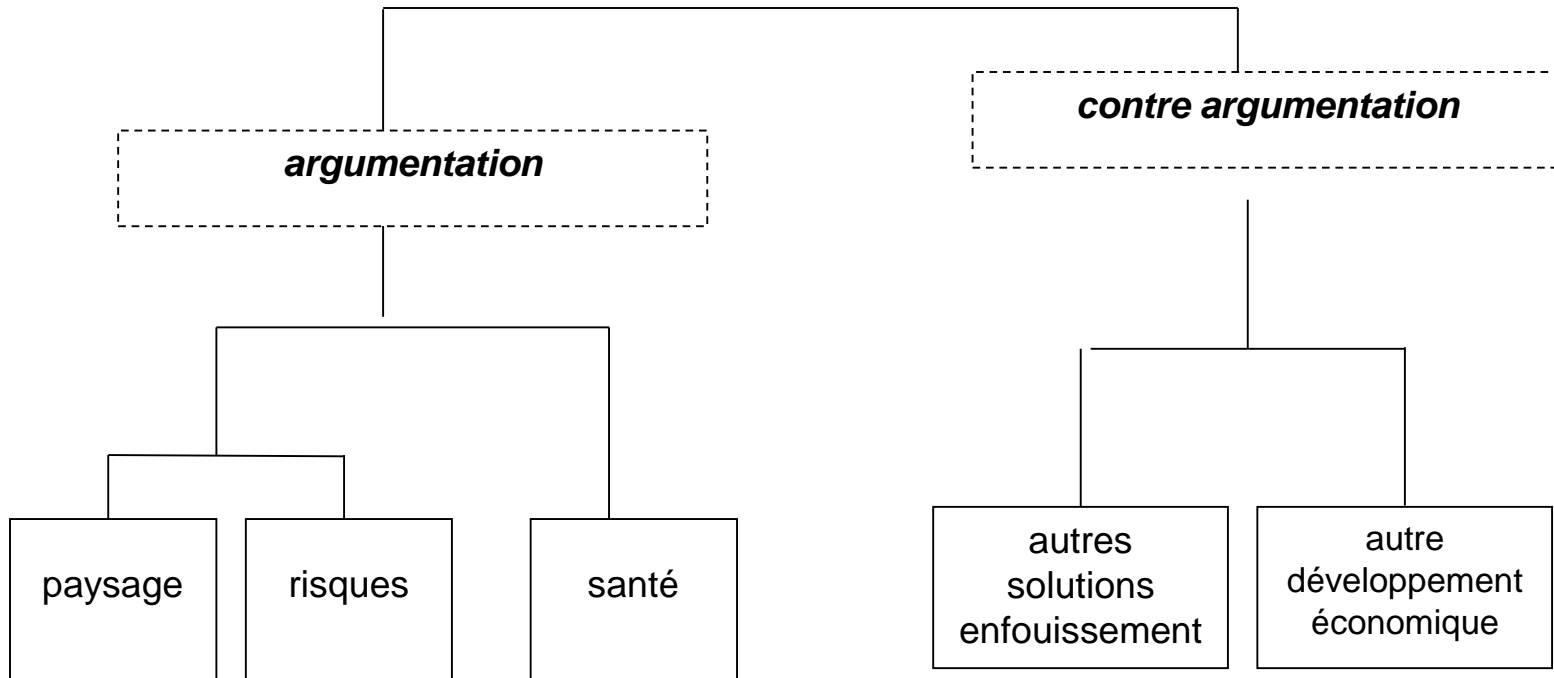 contre argumentation
argumentation
paysage
risques
santé
autres
solutions
enfouissement
autre
développement
économique